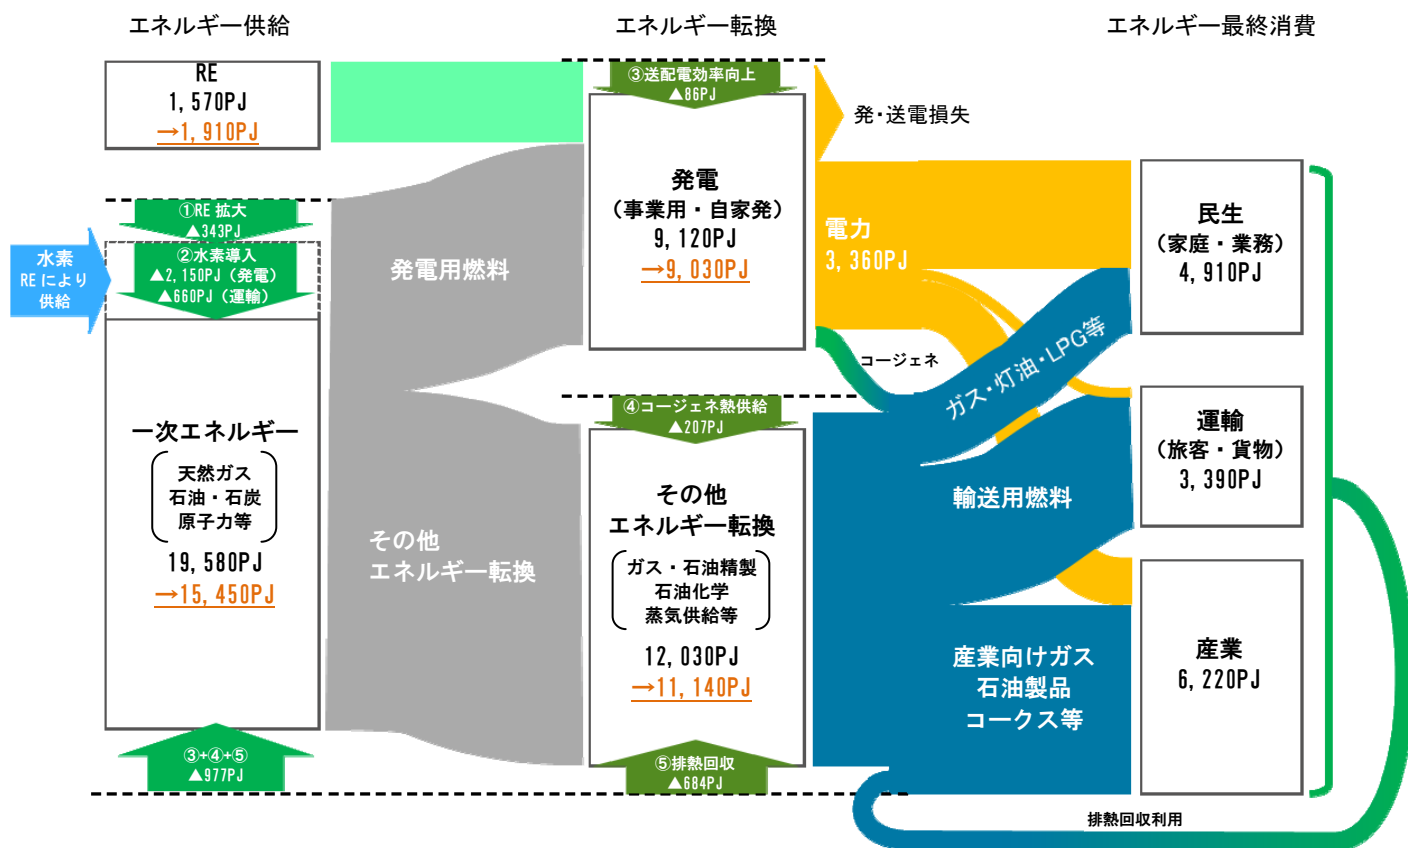 エネルギー供給
エネルギー転換
エネルギー最終消費
RE
1,570PJ
→1,910PJ
①RE 拡大
▲343PJ
②水素導入
▲2,150PJ（発電）
▲660PJ（運輸）
水素
REにより
供給
一次エネルギー
天然ガス
石油・石炭
原子力等
19,580PJ
→15,450PJ
③+④+⑤
▲977PJ
発電用燃料
その他
エネルギー転換
③送配電効率向上
▲86PJ
発電
（事業用・自家発）
9,120PJ
→9,030PJ
④コージェネ熱供給
▲207PJ
その他
エネルギー転換
ガス・石油精製
石油化学
蒸気供給等
12,030PJ
→11,140PJ
⑤排熱回収
▲684PJ
発・送電損失
電力
3,360PJ
コージェネ
ガス・灯油・LPG等
輸送用燃料
産業向けガス
石油製品
コークス等
民生
（家庭・業務）
4,910PJ
運輸
（旅客・貨物）
3,390PJ
産業
6,220PJ
排熱回収利用